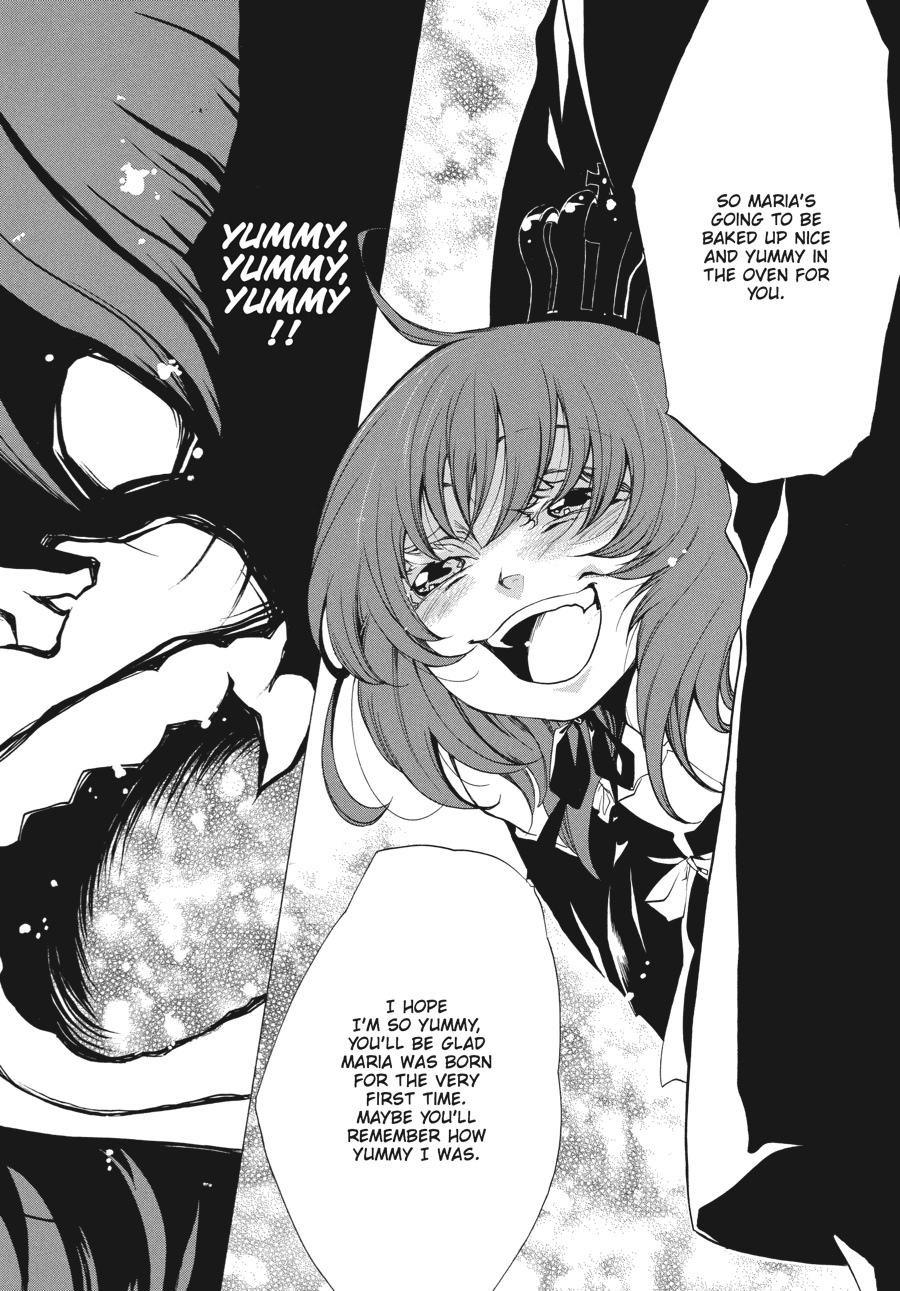 SO MARIA'S
GOING TO BE
BAKED UP NICE
AND YUMMY IN
THE OVEN FOR
YOU.
YUMMY,
YUMMY,
YUMMY
!!
I HOPE
I'M SO YUMMY,
YOU'LL BE GLAD
MARIA WAS BORN
FOR THE VERY
FIRST TIME.
MAYBE YOU'LL
REMEMBER HOW
YUMMY I WAS.